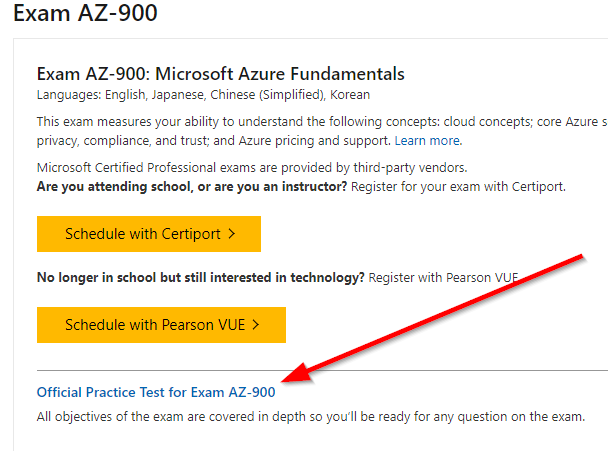 Exam AZ-900
Exam AZ-900: Microsoft Azure Fundamentals
Languages: English, Japanese, Chinese (Simplified), Korean
This exam measures your ability to understand the following concepts: cloud concepts; core Azure s
privacy, compliance, and trust; and Azure pricing and support. Learn more.
Microsoft Certified Professional exams are provided by third-party vendors.
Are you attending school, or are you an instructor? Register for your exam with Certiport.
Schedule with Certiport >
No longer in school but still interested in technology? Register with Pearson VUE
Schedule with Pearson VUE >
Official Practice Test for Exam AZ-900
All objectives of the exam are covered in depth so you'll be ready for any question on the exam.